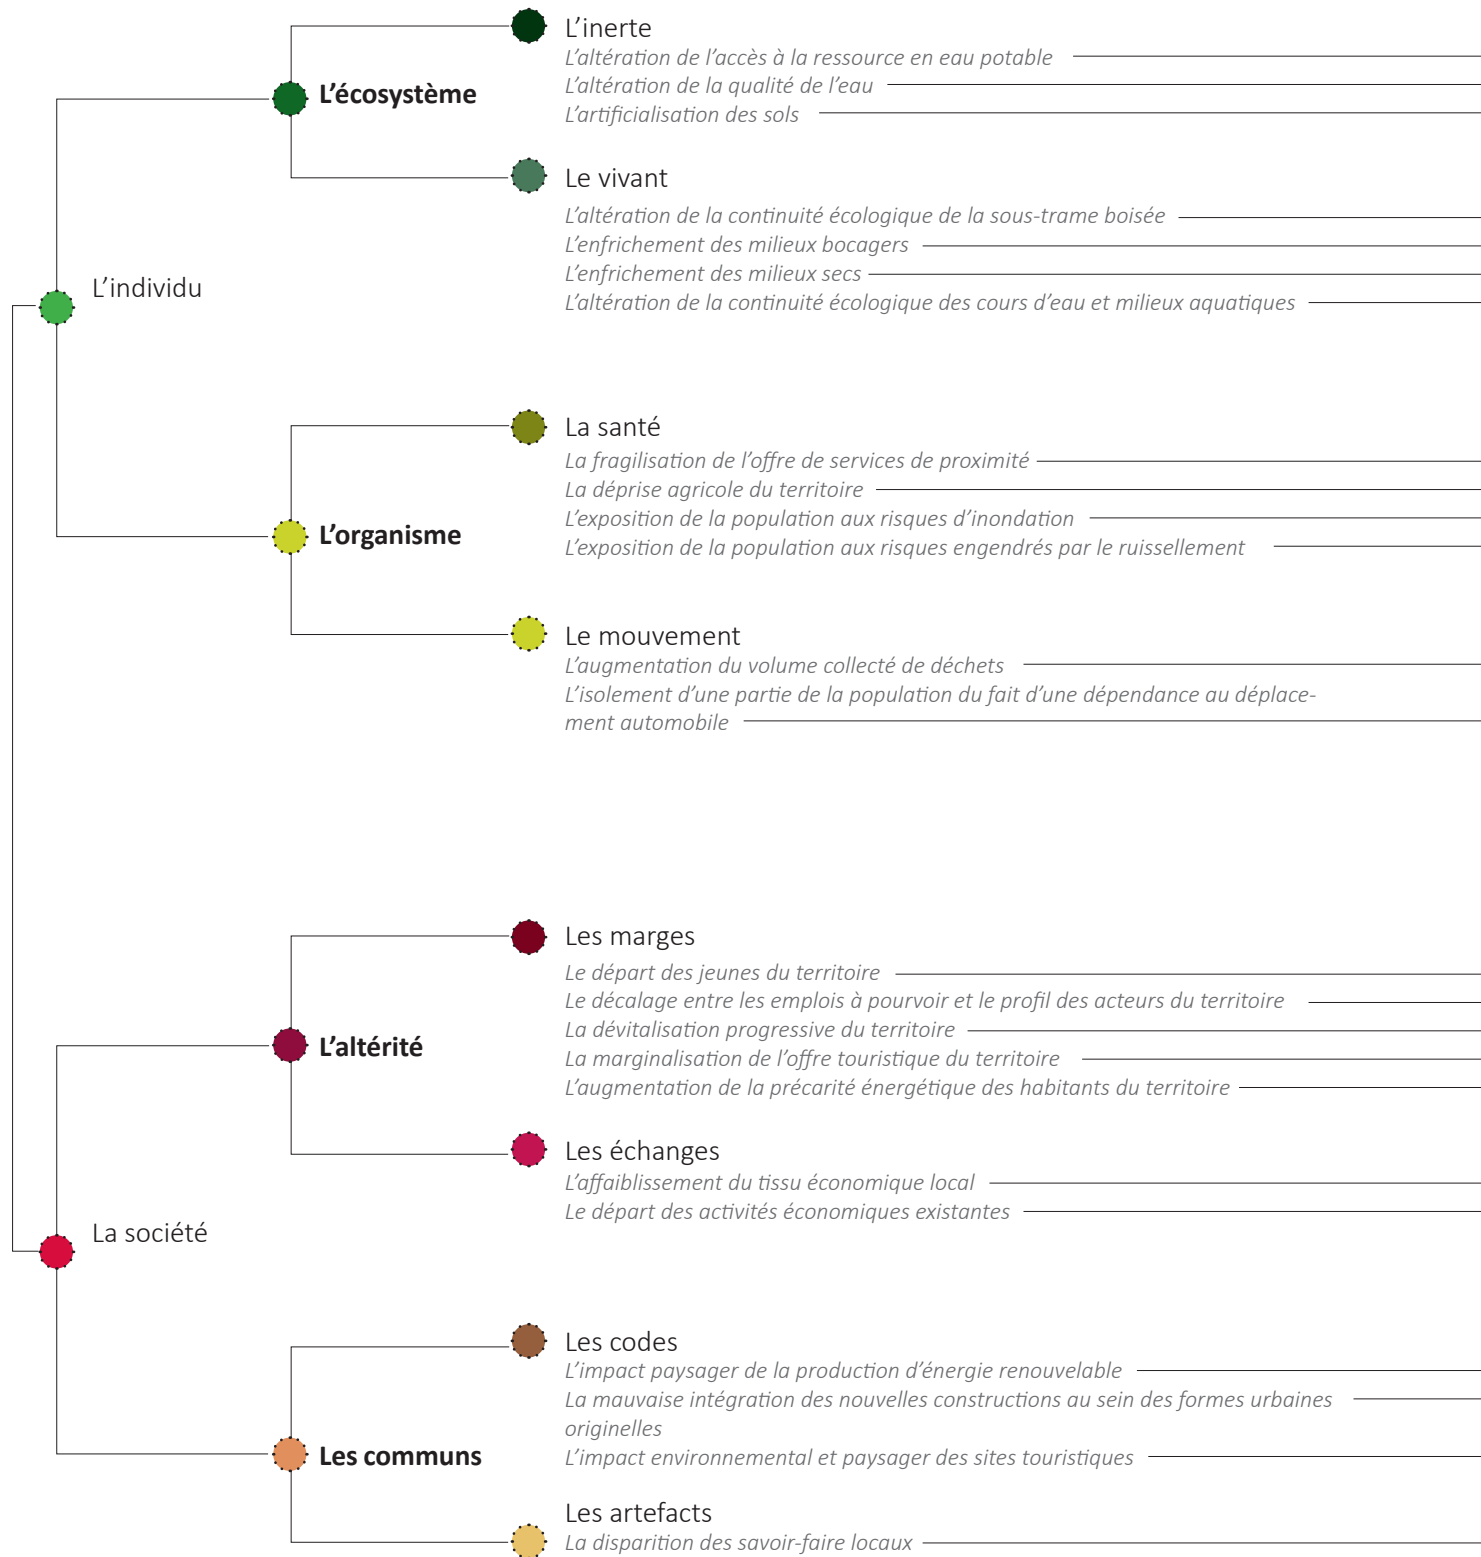 L’inerte
L’altération de l’accès à la ressource en eau potable
L’altération de la qualité de l’eau
L’artificialisation des sols
L’écosystème
Le vivant
L’altération de la continuité écologique de la sous-trame boisée
L’enfrichement des milieux bocagers
L’enfrichement des milieux secs
L’altération de la continuité écologique des cours d’eau et milieux aquatiques
L’individu
La santé
La fragilisation de l’offre de services de proximité
La déprise agricole du territoire
L’exposition de la population aux risques d’inondation
L’exposition de la population aux risques engendrés par le ruissellement
L’organisme
Le mouvement
L’augmentation du volume collecté de déchets
L’isolement d’une partie de la population du fait d’une dépendance au déplace-
ment automobile
Les marges
Le départ des jeunes du territoire
Le décalage entre les emplois à pourvoir et le profil des acteurs du territoire
La dévitalisation progressive du territoire
La marginalisation de l’offre touristique du territoire
L’augmentation de la précarité énergétique des habitants du territoire
L’altérité
Les échanges
L’affaiblissement du tissu économique local
Le départ des activités économiques existantes
La société
Les codes
L’impact paysager de la production d’énergie renouvelable
La mauvaise intégration des nouvelles constructions au sein des formes urbaines
originelles
L’impact environnemental et paysager des sites touristiques
Les communs
Les artefacts
La disparition des savoir-faire locaux